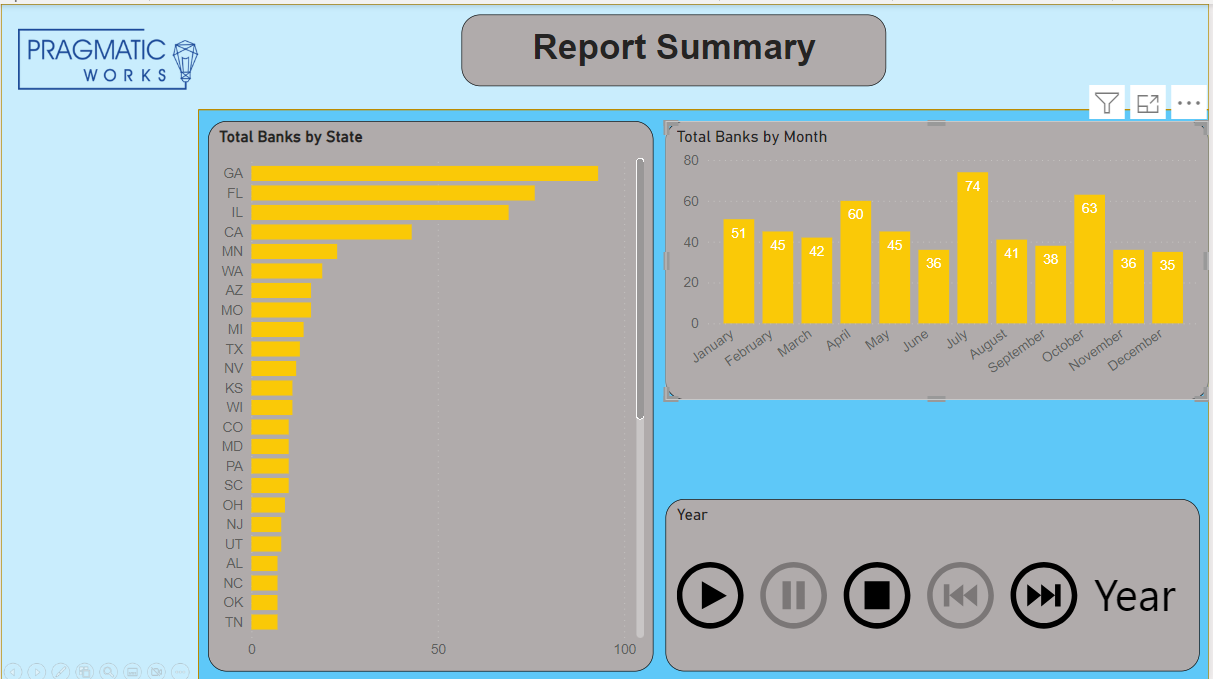 PRAGMATIC
WORKS
Report Summary
Total Banks by State
GA
FL
IL
CA
MN
WA
AZ
MO
MI
TX
NV
KS
WI
CO
MD
PA
SC
OH
NJ
UT
AL
NC
OK
TN
0 50 100
Total Banks by Month
80
60
40
20
0
51 45 42 60 45 36 74 41 38 63 36 35
January February March April May June July August September October November December
Year
Year